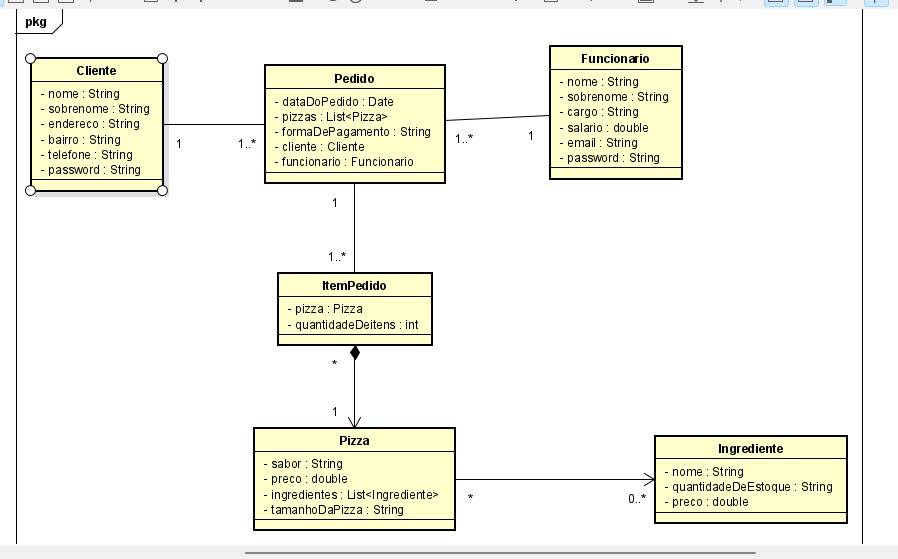 pkg
Cliente
- nome : String
- sobrenome : String
- endereco : String
- bairro : String
- telefone : String
- password : String
1
1..*
Pedido
- dataDoPedido : Date
- pizzas : List<Pizza>
- formaDePagamento : String
- cliente : Cliente
- funcionario : Funcionario
1..*
1
Funcionario
- nome : String
- sobrenome : String
- cargo : String
- salario : double
- email : String
- password : String
1
1..*
ItemPedido
- pizza : Pizza
- quantidadeDeitens : int
*
1
Pizza
- sabor : String
- preco : double
- ingredientes : List<Ingrediente>
- tamanhoDaPizza : String
*
0..*
Ingrediente
- nome : String
- quantidadeDeEstoque : String
- preco : double